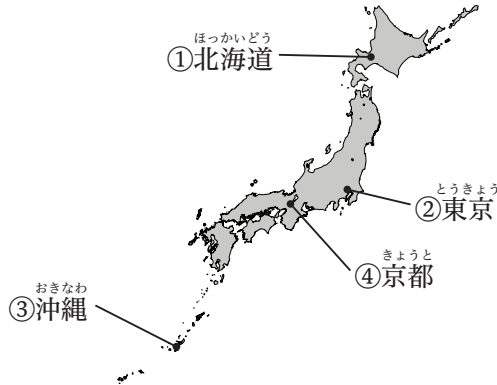 ほっかいどう
①北海道
とうきょう
②東京
おきなわ
③沖縄
きょうと
④京都